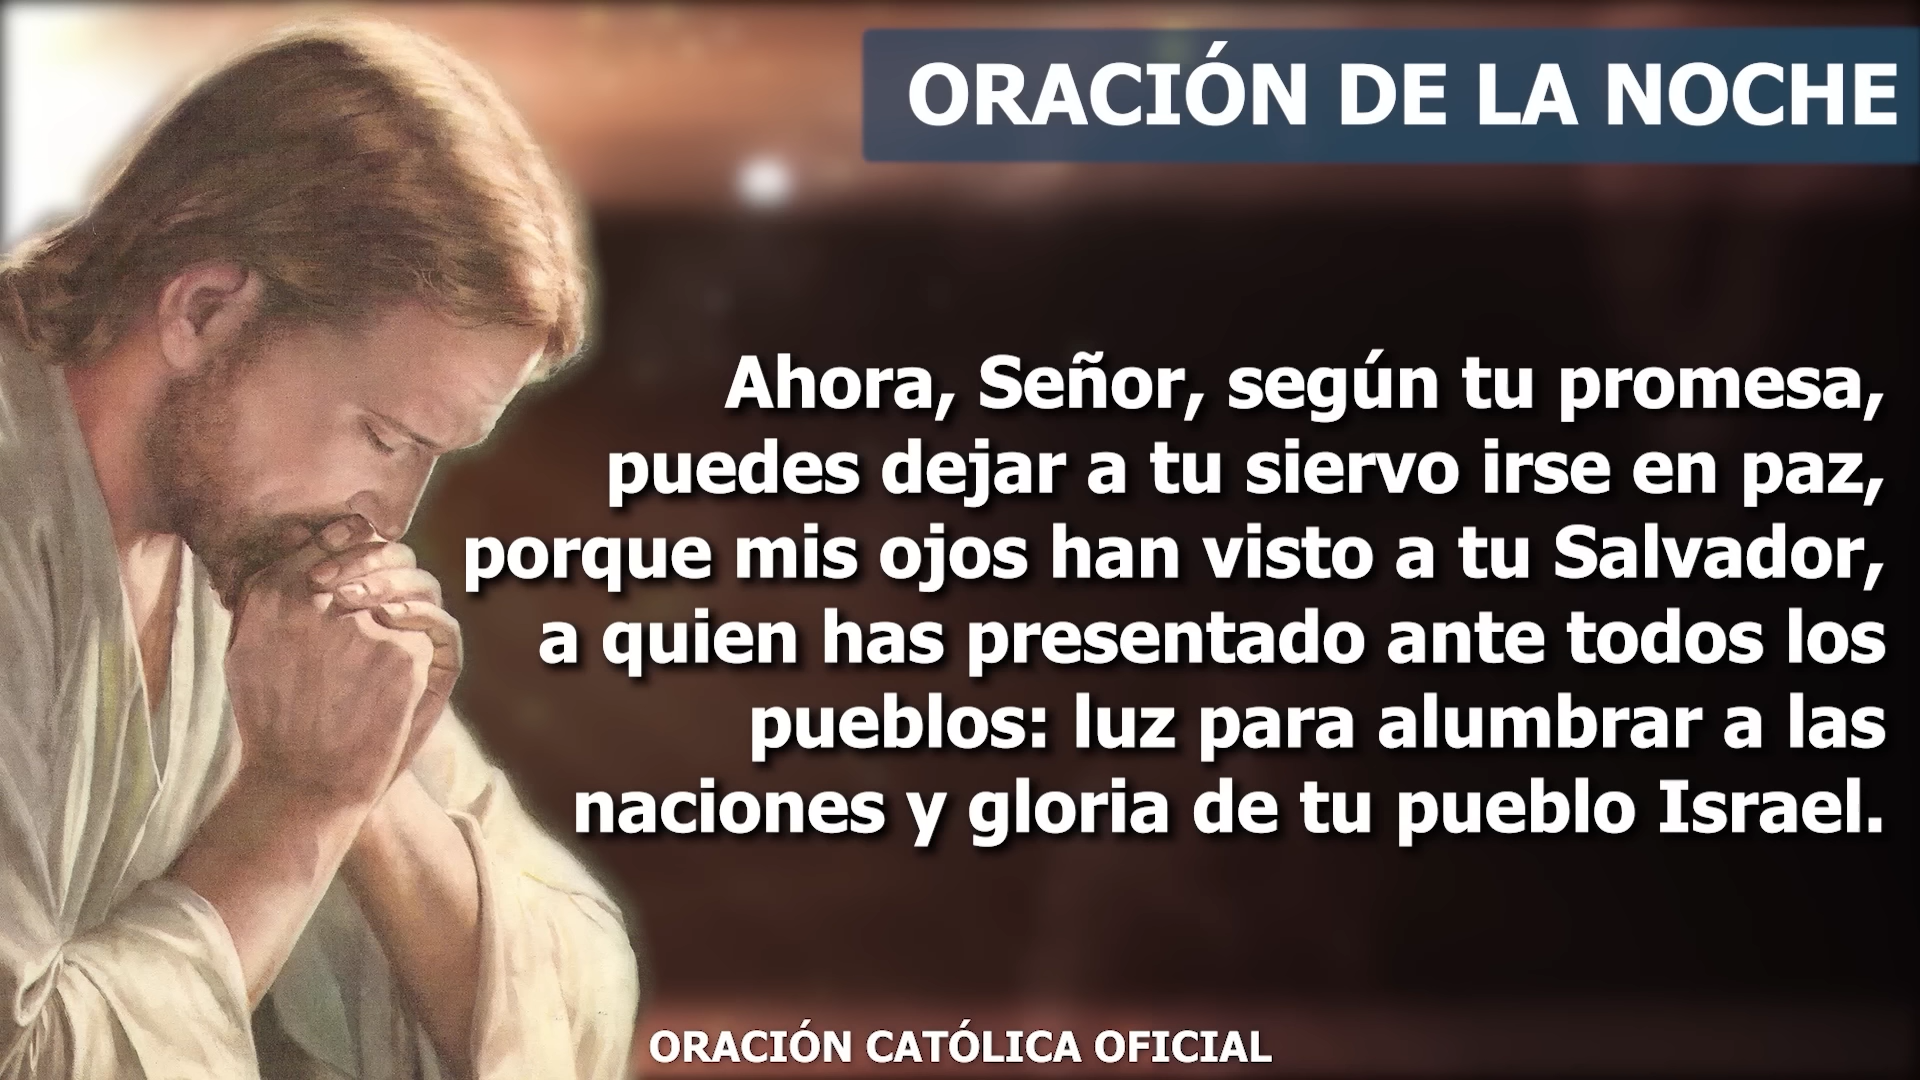 ORACIÓN DE LA NOCHE
Ahora, Señor, según tu promesa,
puedes dejar a tu siervo irse en paz,
porque mis ojos han visto a tu Salvador,
a quien has presentado ante todos los
pueblos: luz para alumbrar a las
naciones y gloria de tu pueblo Israel.
ORACIÓN CATÓLICA OFICIAL